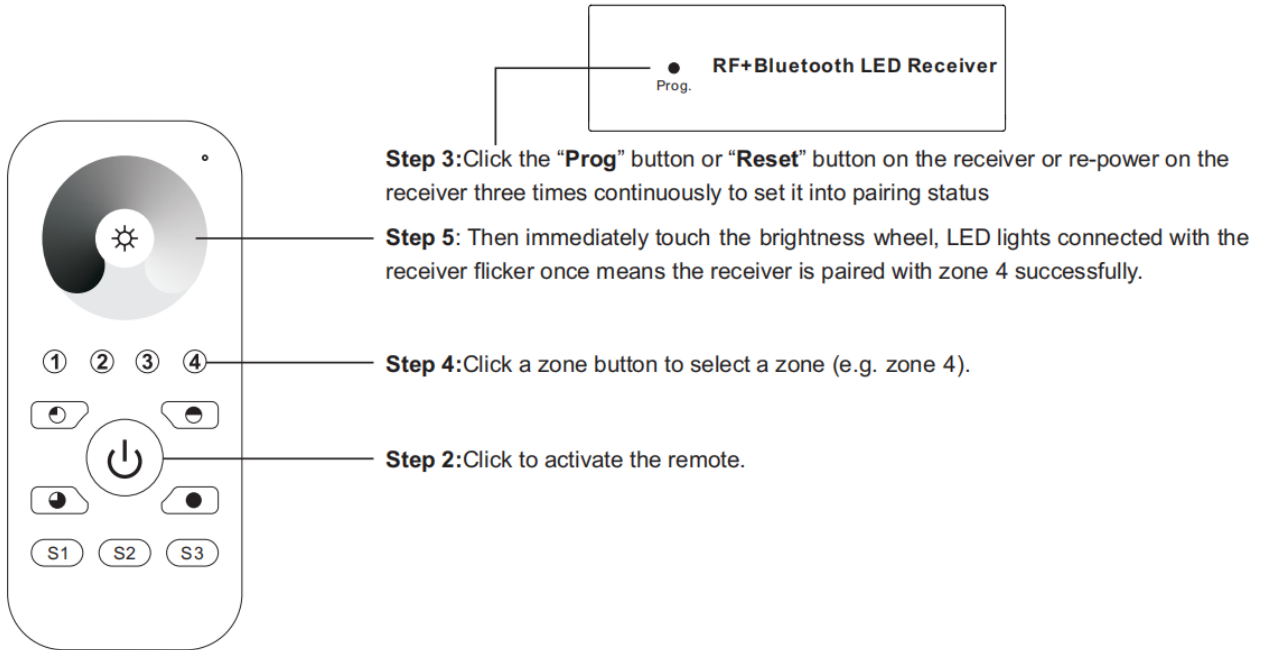 RF+Bluetooth LED Receiver
Prog.
Step 3:Click the “Prog” button or “Reset” button on the receiver or re-power on the
receiver three times continuously to set it into pairing status
Step 5: Then immediately touch the brightness wheel, LED lights connected with the
receiver flicker once means the receiver is paired with zone 4 successfully.
1 2 3 4
Step 4:Click a zone button to select a zone (e.g. zone 4).
Step 2:Click to activate the remote.
S1 S2 S3